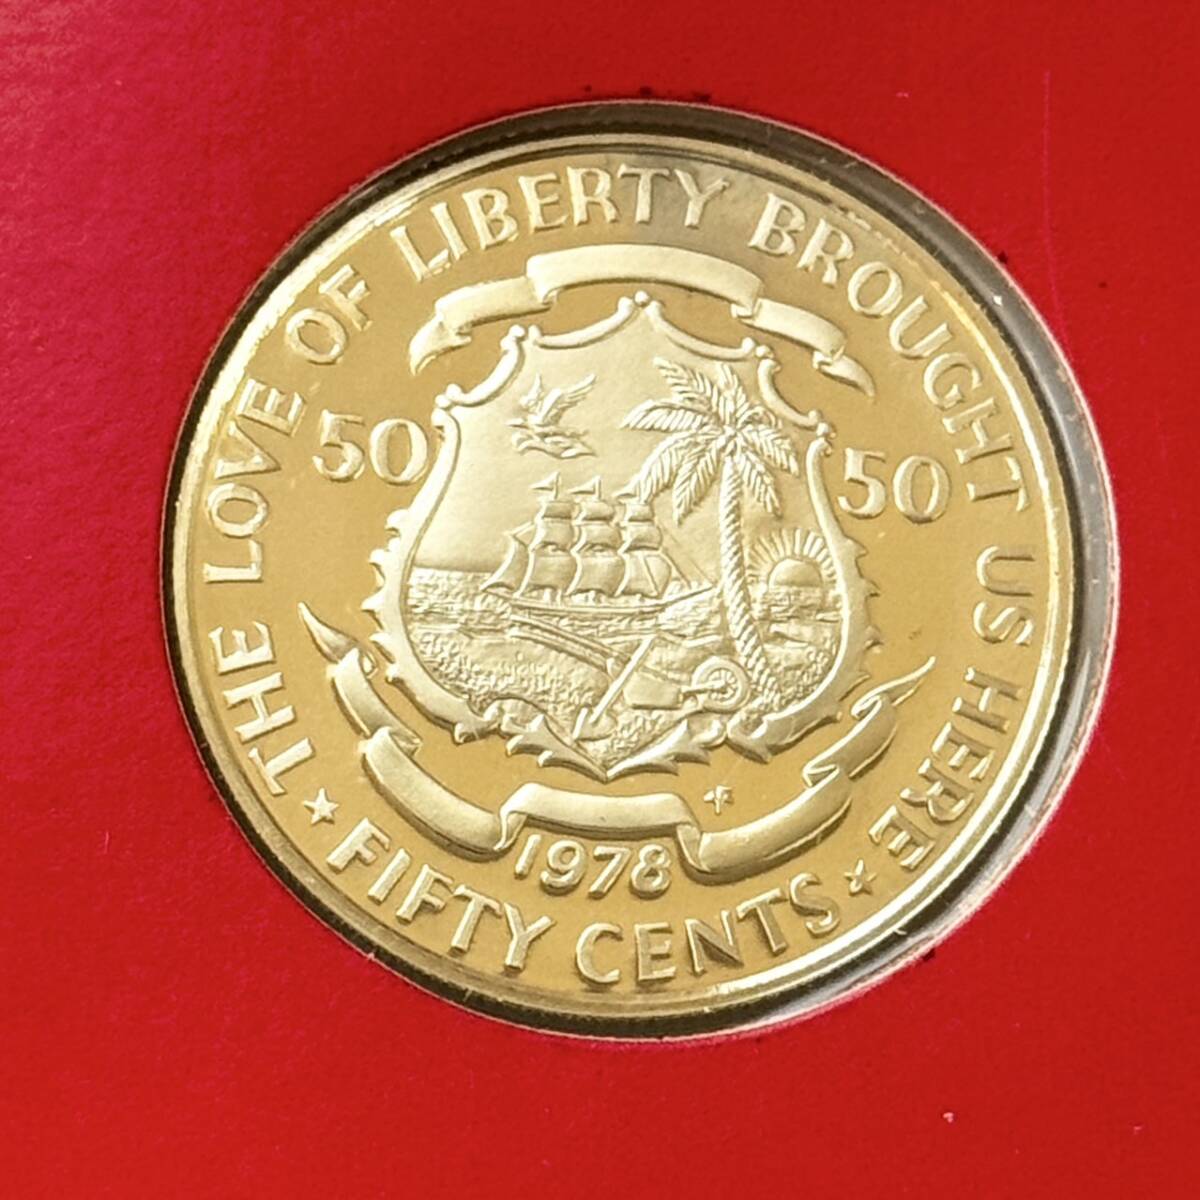 THE LOVE OF LIBERTY BROUGHT US HERE
50 50
1978
★ FIFTY CENTS ★